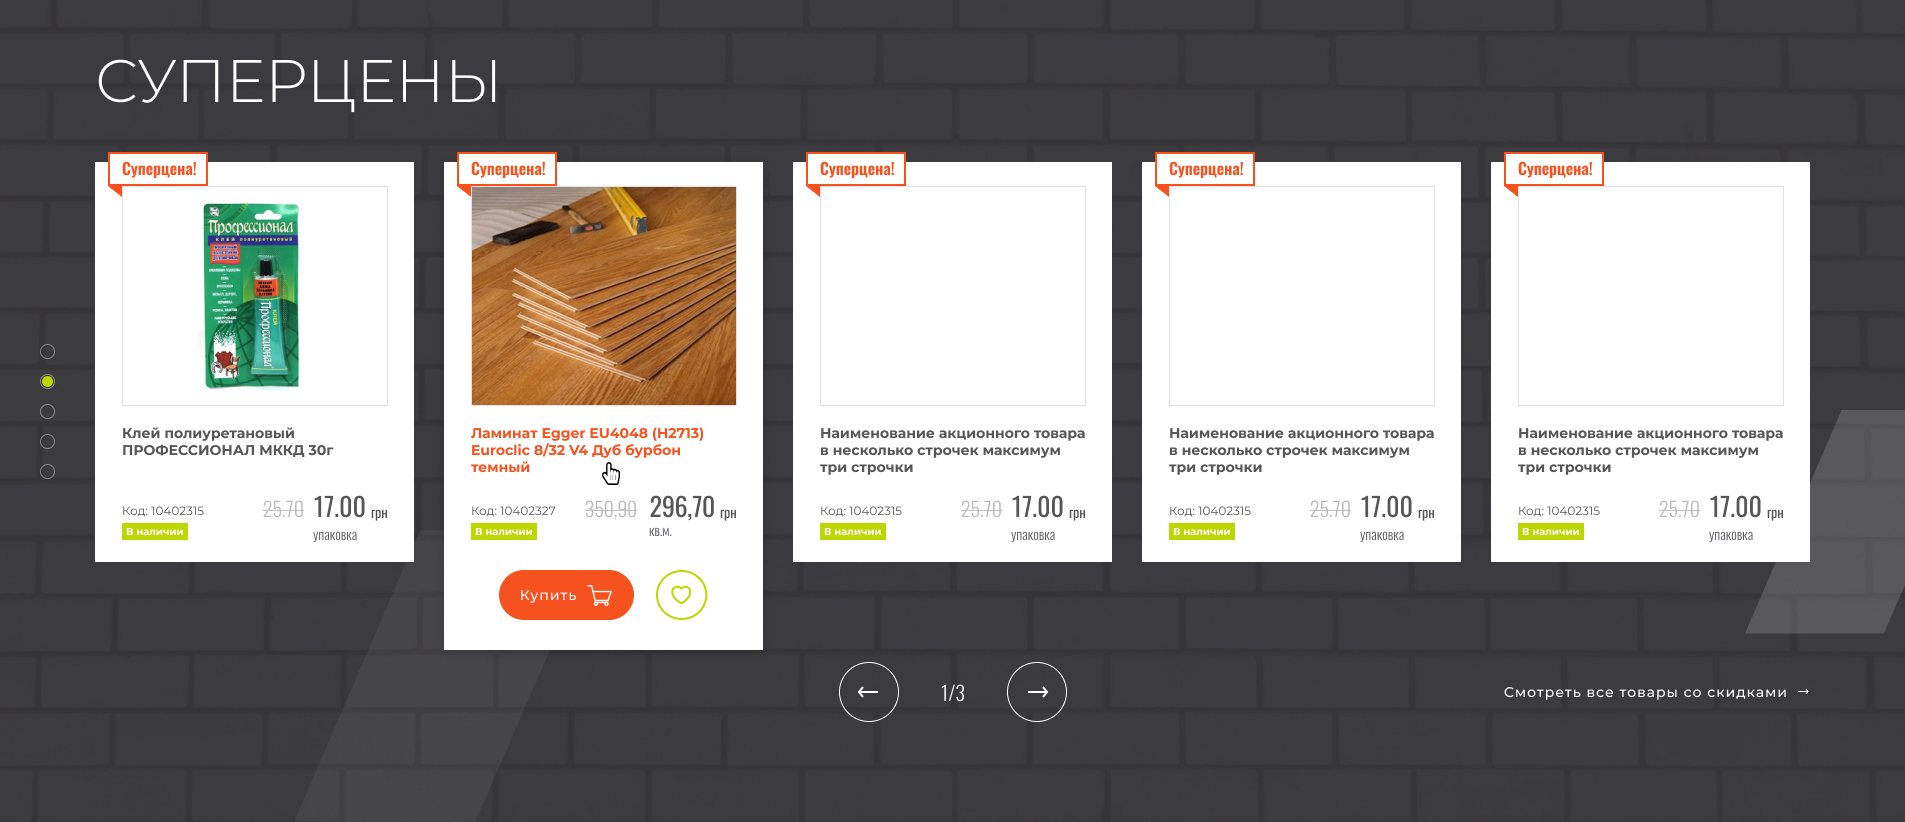 СУПЕРЦЕНЫ
Суперцена!
Профессионал
КЛЕЙ полиуретановый
Клей полиуретановый
ПРОФЕССИОНАЛ МККД 30г
Код: 10402315
25.70 17.00 грн
В наличии
упаковка
Суперцена!
Ламинат Egger EU4048 (H2713)
Euroclic 8/32 V4 Дуб бурбон
темный
Код: 10402327
350,90 296,70 грн
В наличии
кв.м.
Купить
Суперцена!
Наименование акционного товара
в несколько строчек максимум
три строчки
Код: 10402315
25.70 17.00 грн
В наличии
упаковка
Суперцена!
Наименование акционного товара
в несколько строчек максимум
три строчки
Код: 10402315
25.70 17.00 грн
В наличии
упаковка
Суперцена!
Наименование акционного товара
в несколько строчек максимум
три строчки
Код: 10402315
25.70 17.00 грн
В наличии
упаковка
← 1/3 →
Смотреть все товары со скидками →